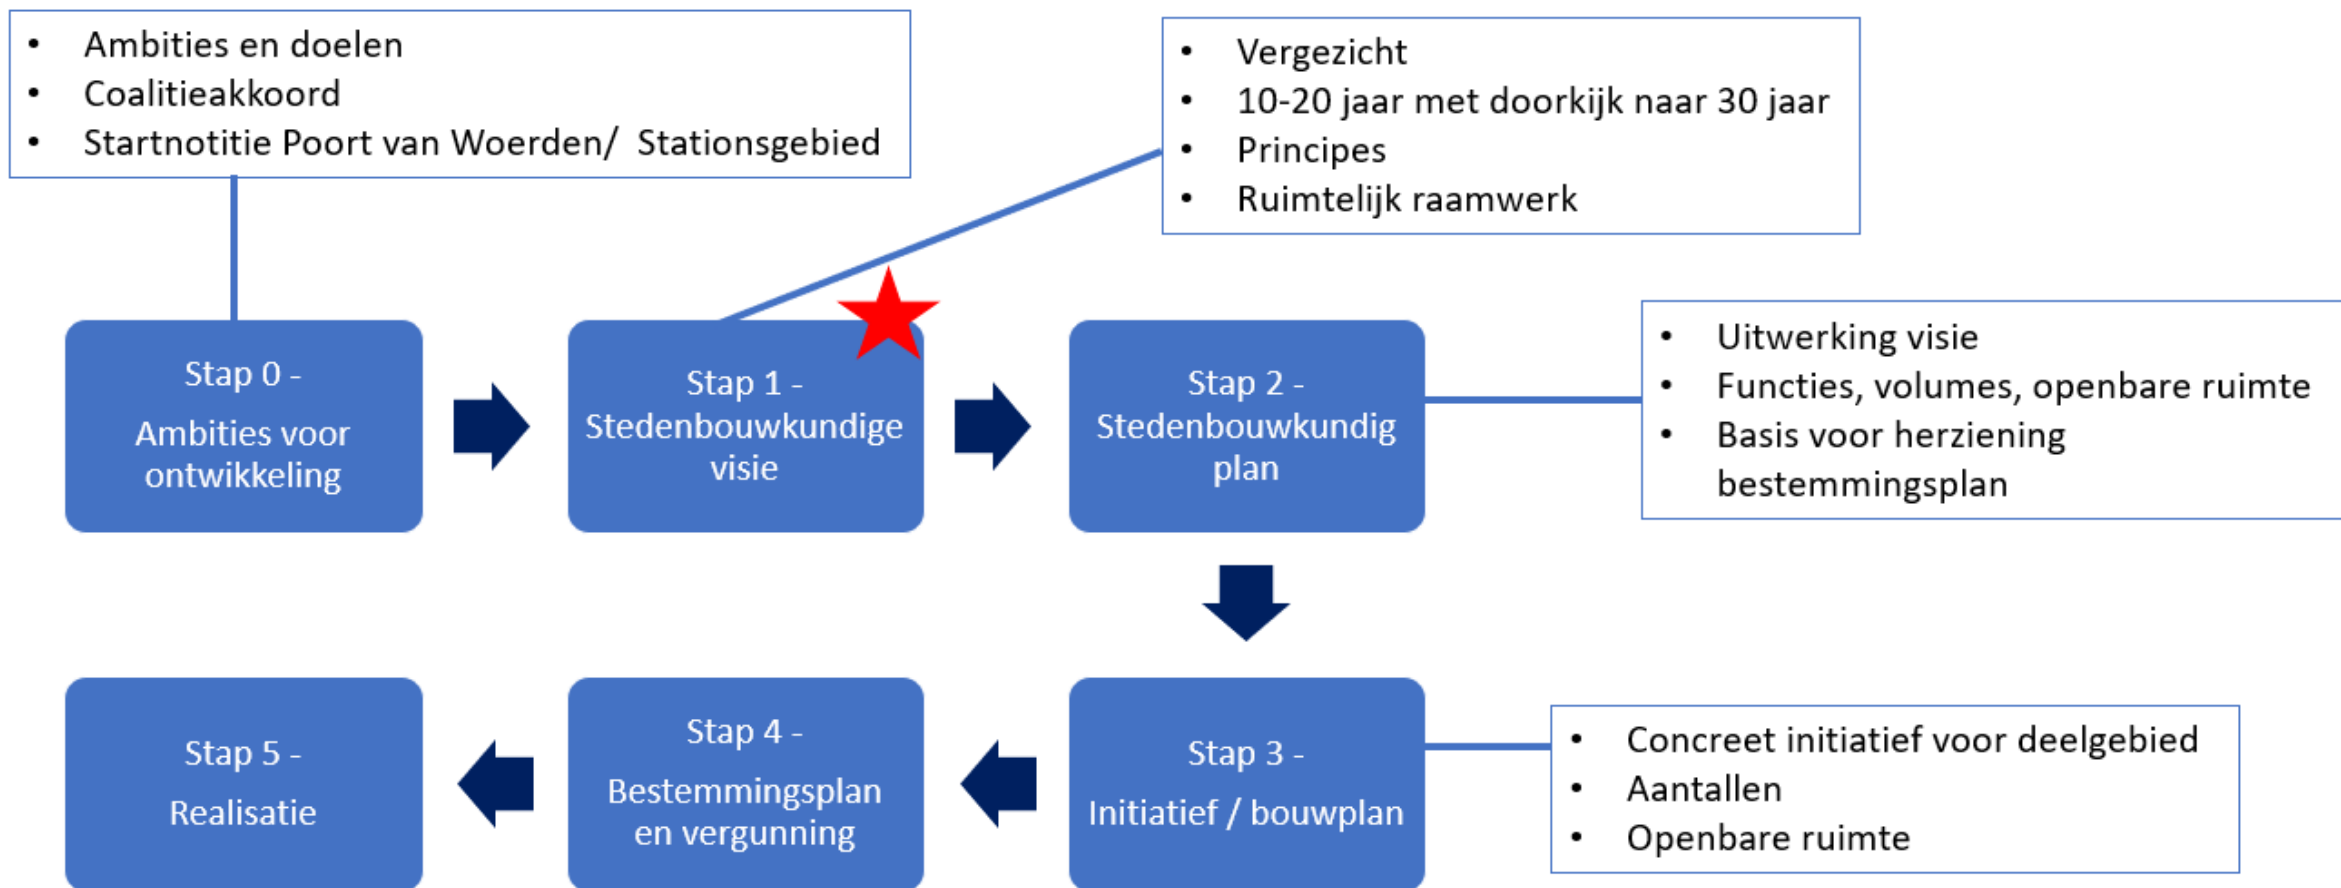 • Ambities en doelen
• Coalitieakkoord
• Startnotitie Poort van Woerden/ Stationsgebied
• Vergezicht
• 10-20 jaar met doorkijk naar 30 jaar
• Principes
• Ruimtelijk raamwerk
Stap 0 -
Ambities voor
ontwikkeling
Stap 1 -
Stedenbouwkundige
visie
Stap 2 -
Stedenbouwkundig
plan
• Uitwerking visie
• Functies, volumes, openbare ruimte
• Basis voor herziening
bestemmingsplan
Stap 3 -
Initiatief / bouwplan
• Concreet initiatief voor deelgebied
• Aantallen
• Openbare ruimte
Stap 4 -
Bestemmingsplan
en vergunning
Stap 5 -
Realisatie